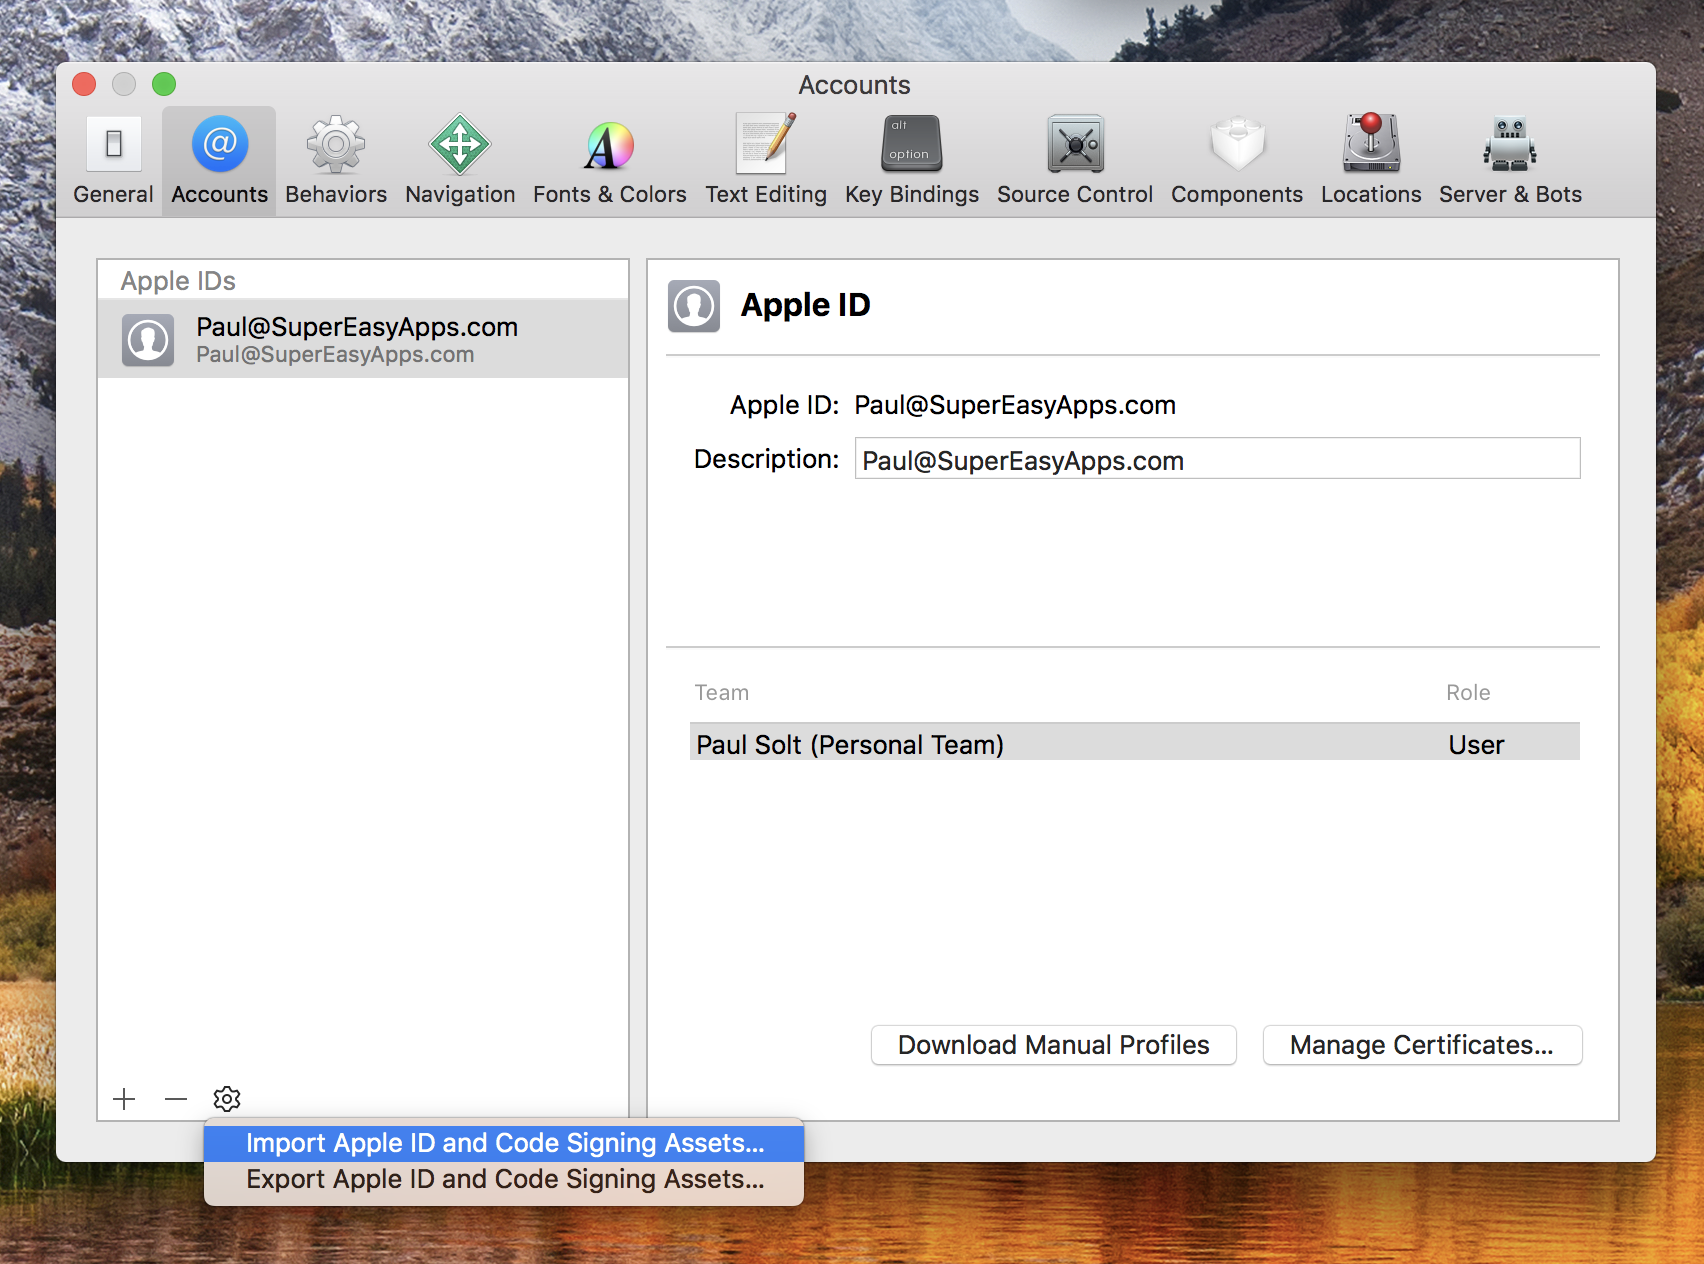 Accounts
General
Accounts
Behaviors
Navigation
Fonts & Colors
Text Editing
alt
option
Key Bindings
Source Control
Components
Locations
Server & Bots
Apple IDs
Paul@SuperEasyApps.com
Paul@SuperEasyApps.com
Apple ID
Apple ID: Paul@SuperEasyApps.com
Description: Paul@SuperEasyApps.com
Team Role
Paul Solt (Personal Team) User
Download Manual Profiles
Manage Certificates...
Import Apple ID and Code Signing Assets...
Export Apple ID and Code Signing Assets...